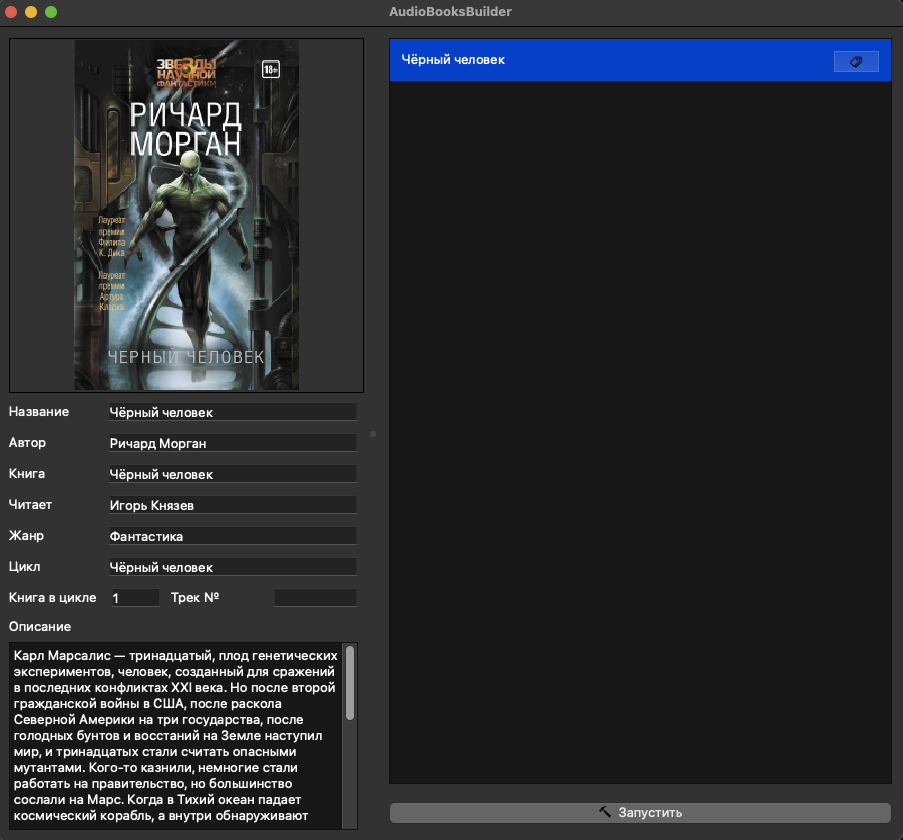 AudioBooksBuilder
ЗВЕЗДЫ
НАУЧНОЙ
ФАНТАСТИКИ
18+
РИЧАРД
МОРГАН
Лауреат
премии
Филипа
К. Дика
Лауреат
премии
Артура
Кларка
ЧЕРНЫЙ ЧЕЛОВЕК
Название Чёрный человек
Автор Ричард Морган
Книга Чёрный человек
Читает Игорь Князев
Жанр Фантастика
Цикл Чёрный человек
Книга в цикле 1 Трек №
Описание
Карл Марсалис — тринадцатый, плод генетических
экспериментов, человек, созданный для сражений
в последних конфликтах XXI века. Но после второй
гражданской войны в США, после раскола
Северной Америки на три государства, после
голодных бунтов и восстаний на Земле наступил
мир, и тринадцатых стали считать опасными
мутантами. Кого-то казнили, немногие стали
работать на правительство, но большинство
сослали на Марс. Когда в Тихий океан падает
космический корабль, а внутри обнаруживают
Чёрный человек
Запустить